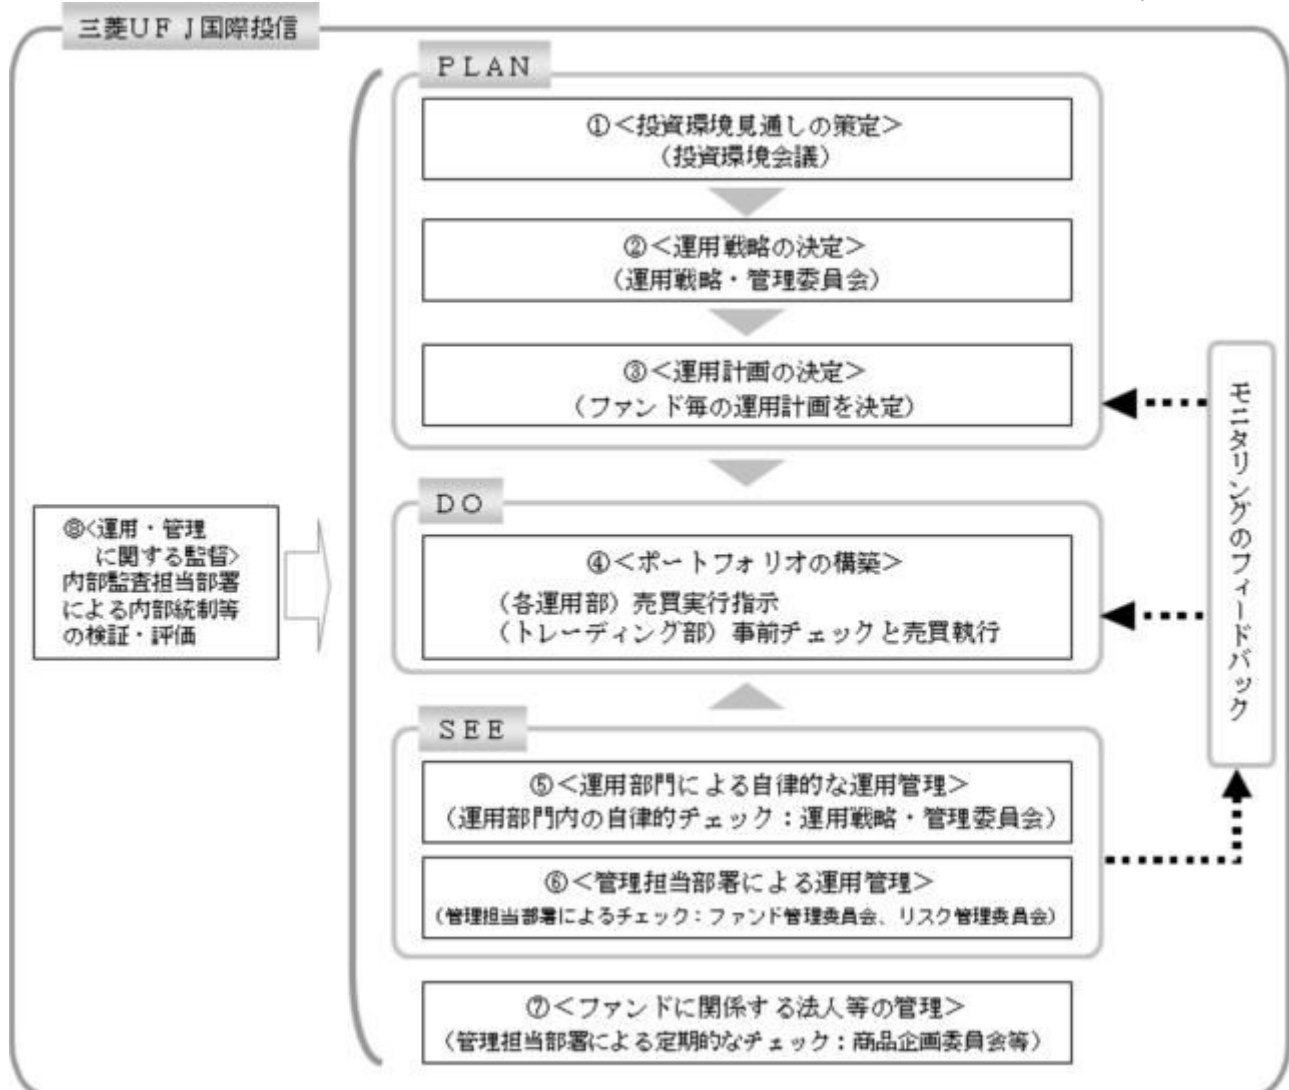 三菱UFJ国際投信
PLAN
①<投資環境見通しの策定>
(投資環境会議)
②<運用戦略の決定>
(運用戦略・管理委員会)
③<運用計画の決定>
(ファンド毎の運用計画を決定)
DO
④<ポートフォリオの構築>
(各運用部)売買実行指示
(トレーディング部)事前チェックと売買執行
SEE
⑤<運用部門による自律的な運用管理>
(運用部門内の自律的チェック:運用戦略・管理委員会)
⑥<管理担当部署による運用管理>
(管理担当部署によるチェック:ファンド管理委員会、リスク管理委員会)
⑦<ファンドに関係する法人等の管理>
(管理担当部署による定期的なチェック:商品企画委員会等)
⑧<運用・管理
に関する監督>
内部監査担当部署
による内部統制等
の検証・評価
モニタリングのフィードバック